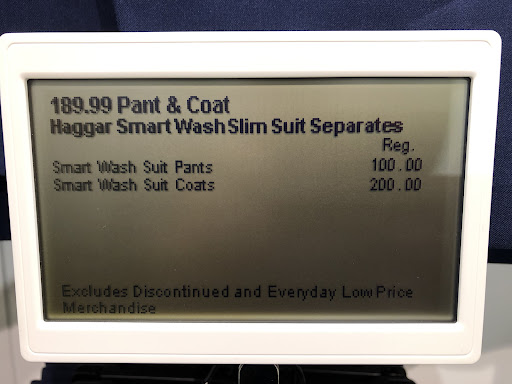 189.99 Pant & Coat
Haggar Smart Wash Slim Suit Separates
Reg.
Smart Wash Suit Pants 100.00
Smart Wash Suit Coats 200.00
Excludes Discontinued and Everyday Low Price
Merchandise